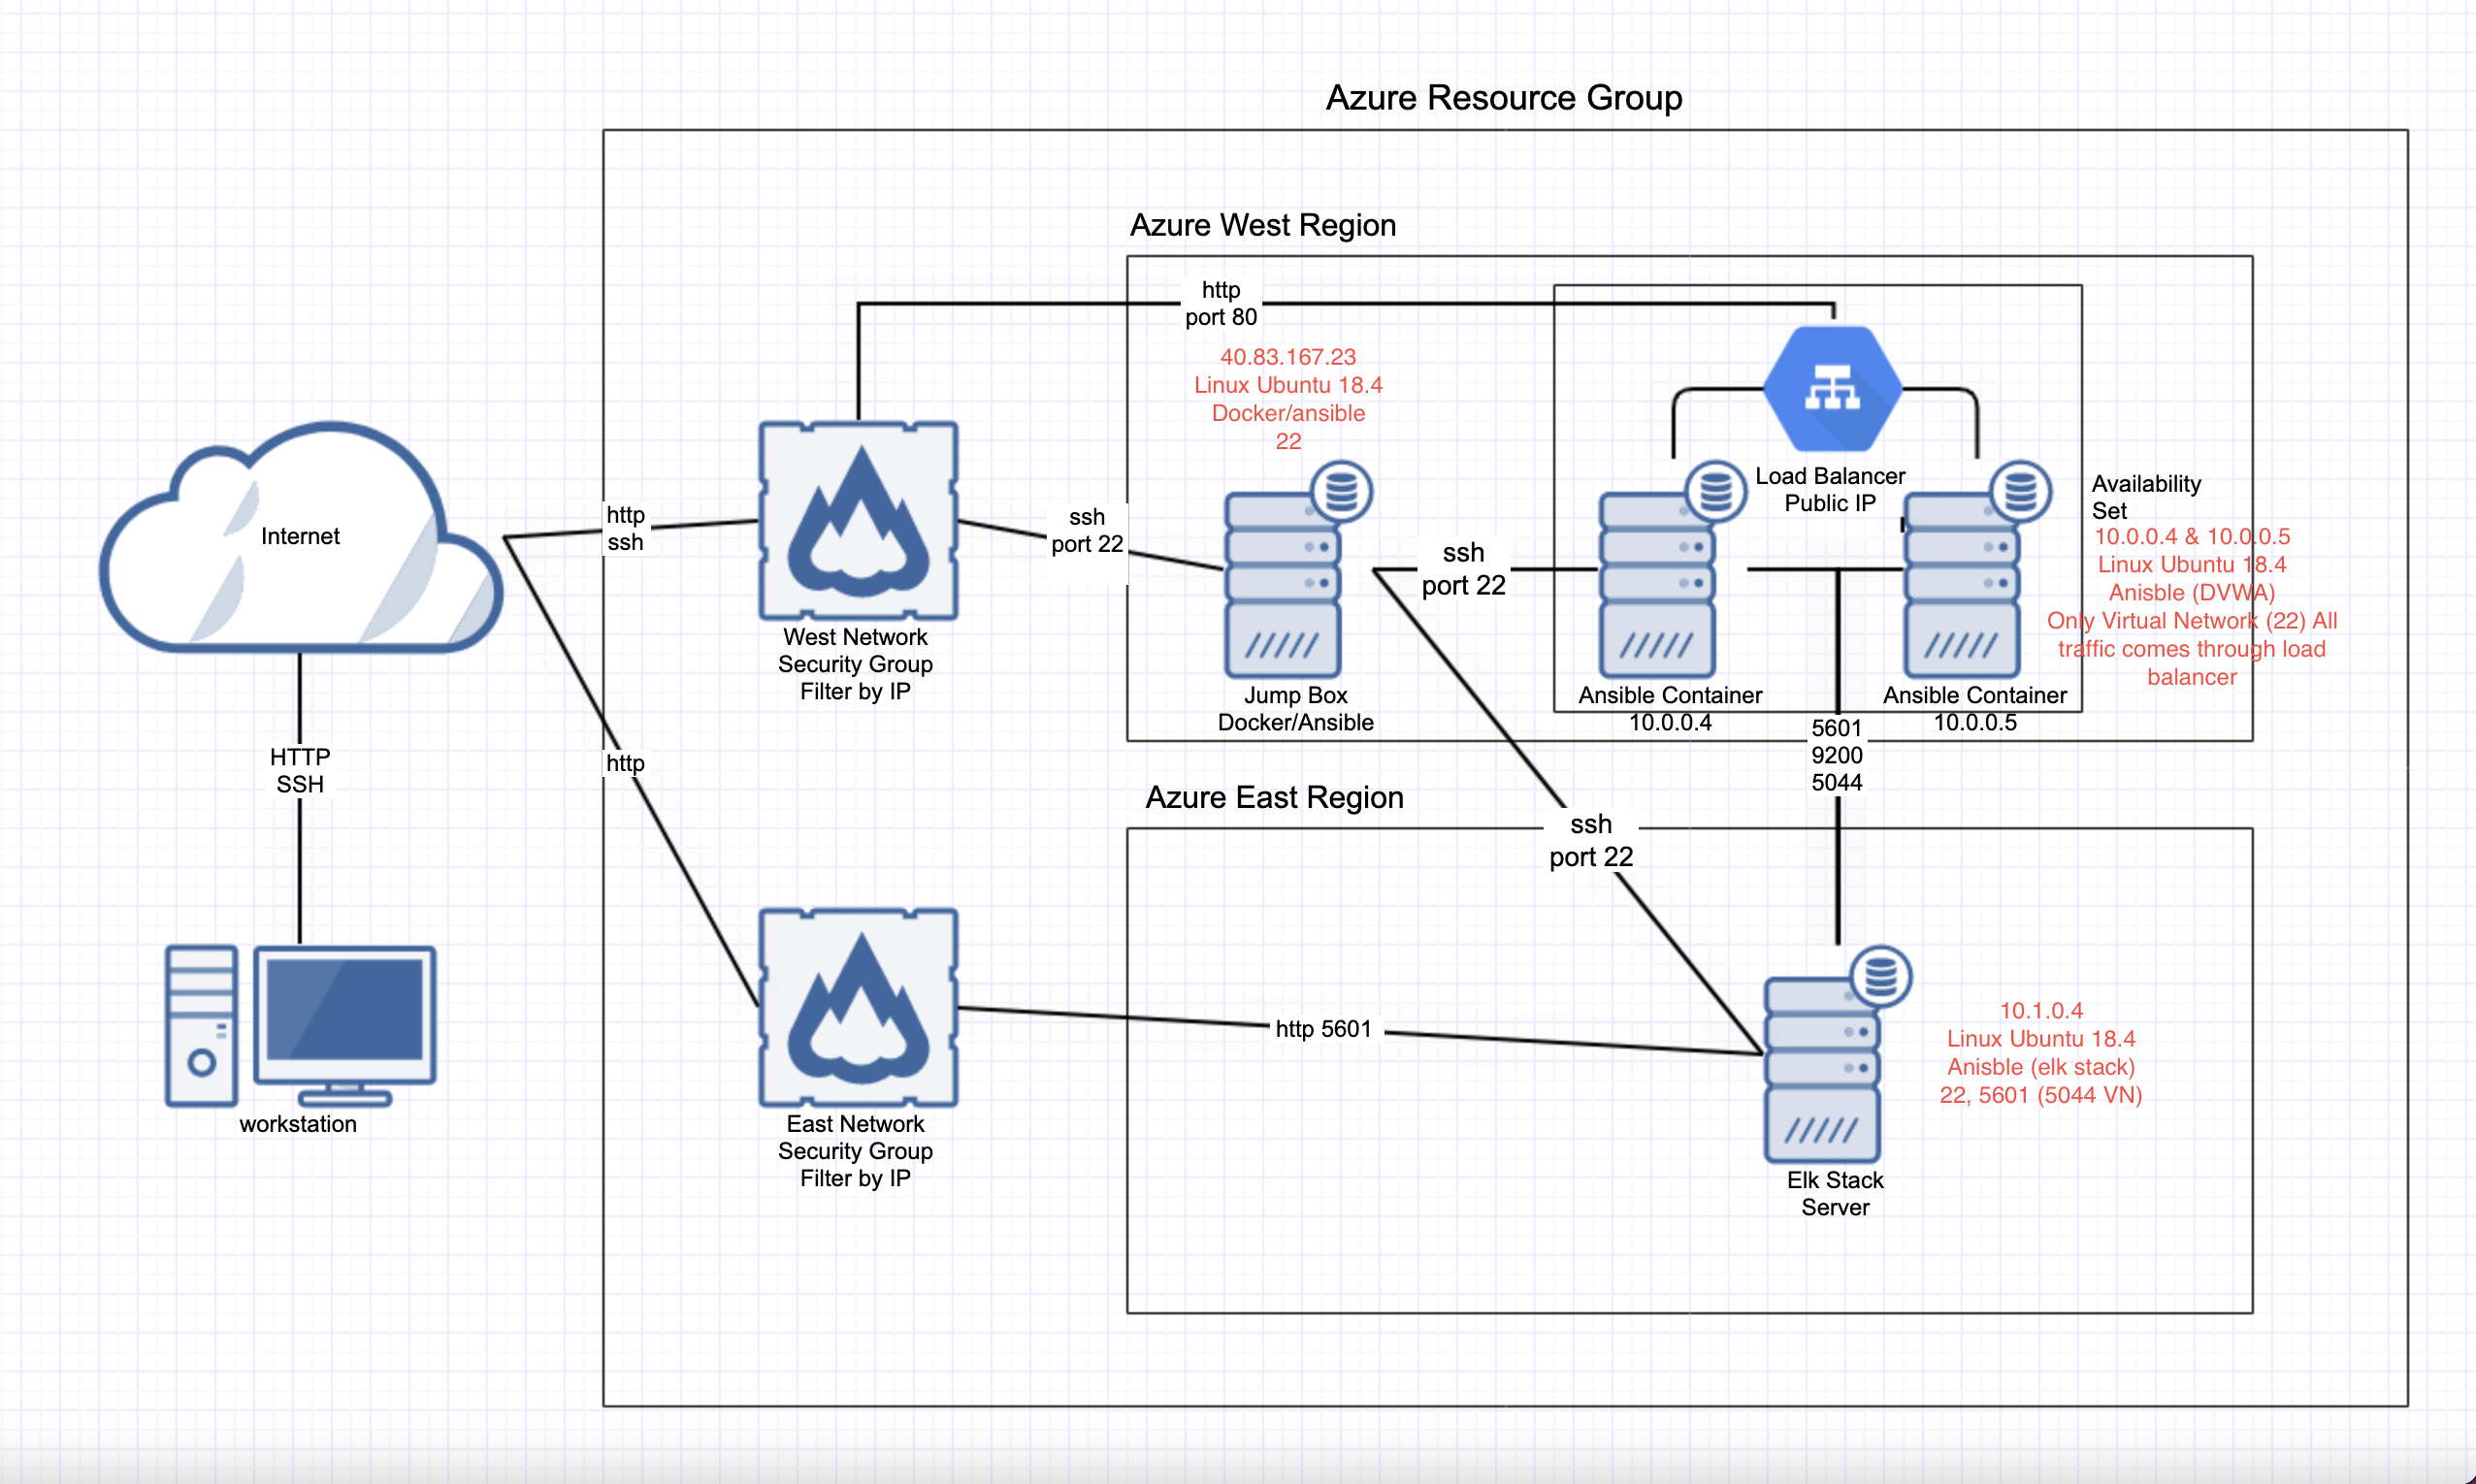 Azure Resource Group
Azure West Region
http
port 80
40.83.167.23
Linux Ubuntu 18.4
Docker/ansible
22
Load Balancer
Public IP
Availability
Set
10.0.0.4 & 10.0.0.5
Linux Ubuntu 18.4
Anisble (DVWA)
Only Virtual Network (22) All
traffic comes through load
balancer
Internet
http
ssh
ssh
port 22
ssh
port 22
West Network
Security Group
Filter by IP
Jump Box
Docker/Ansible
Ansible Container
10.0.0.4
Ansible Container
10.0.0.5
5601
9200
5044
HTTP
SSH
http
Azure East Region
ssh
port 22
http 5601
10.1.0.4
Linux Ubuntu 18.4
Anisble (elk stack)
22, 5601 (5044 VN)
workstation
East Network
Security Group
Filter by IP
Elk Stack
Server